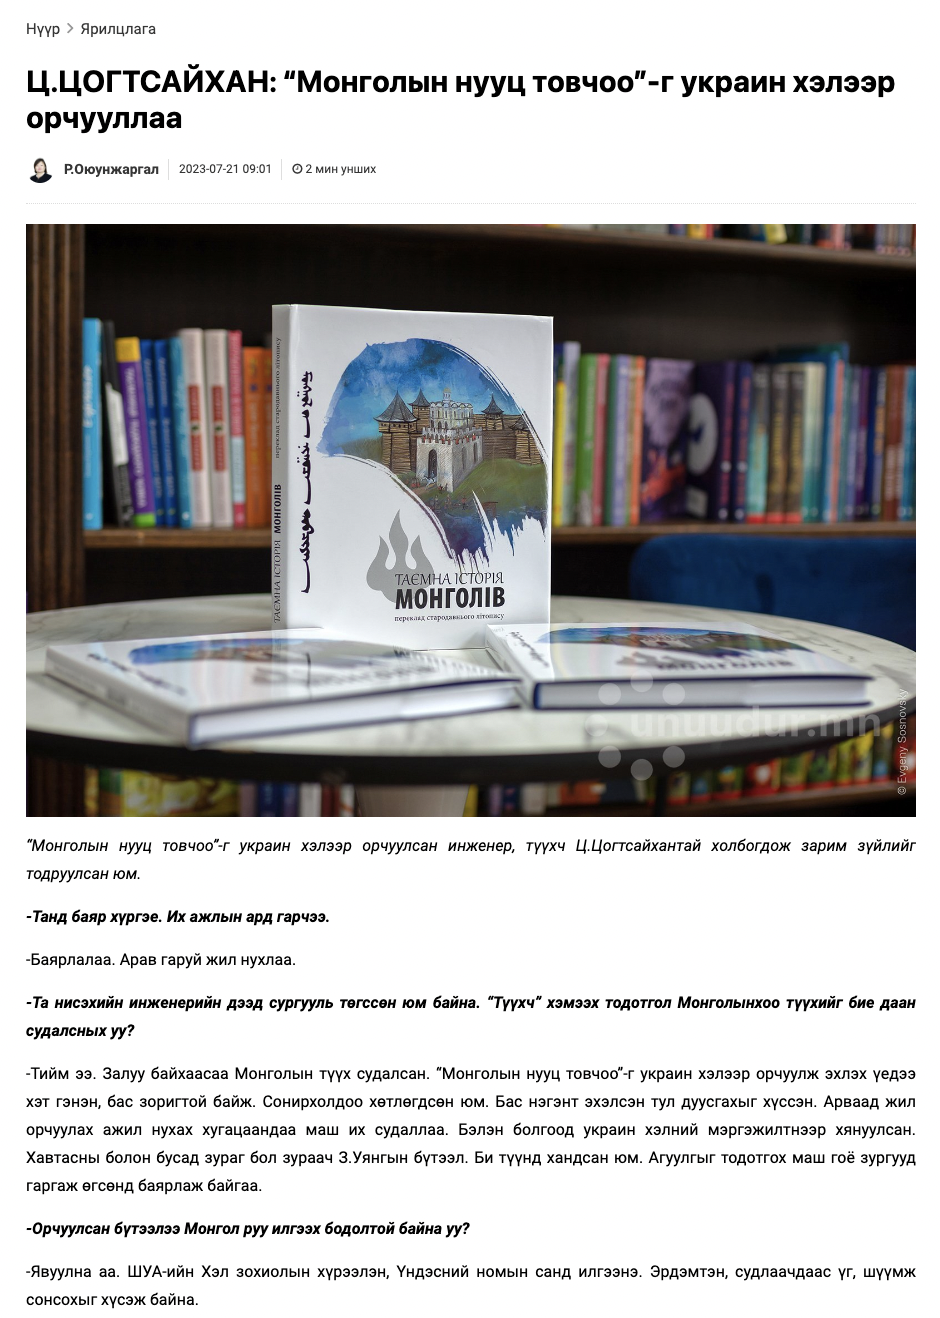 Нүүр > Ярилцлага
Ц.ЦОГТСАЙХАН: “Монголын нууц товчоо”-г украин хэлээр
орчууллаа
Р.Оюунжаргал 2023-07-21 09:01 2 мин унших
переклад стародавнього літопису
ТАЄМНА ІСТОРІЯ МОНГОЛІВ
ТАЄМНА ІСТОРІЯ
МОНГОЛІВ
переклад стародавнього літопису
unuudur.mn
© Evgeny Sosnovsky
“Монголын нууц товчоо”-г украин хэлээр орчуулсан инженер, түүхч Ц.Цогтсайхантай холбогдож зарим зүйлийг
тодруулсан юм.
-Танд баяр хүргэе. Их ажлын ард гарчээ.
-Баярлалаа. Арав гаруй жил нухлаа.
-Та нисэхийн инженерийн дээд сургууль төгссөн юм байна. “Түүхч” хэмээх тодотгол Монголынхоо түүхийг бие даан
судалсных уу?
-Тийм ээ. Залуу байхаасаа Монголын түүх судалсан. “Монголын нууц товчоо”-г украин хэлээр орчуулж эхлэх үедээ
хэт гэнэн, бас зоригтой байж. Сонирхолдоо хөтлөгдсөн юм. Бас нэгэнт эхэлсэн тул дуусгахыг хүссэн. Арваад жил
орчуулах ажил нухах хугацаандаа маш их судаллаа. Бэлэн болгоод украин хэлний мэргэжилтнээр хянуулсан.
Хавтасны болон бусад зураг бол зураач З.Уянгын бүтээл. Би түүнд хандсан юм. Агуулгыг тодотгох маш гоё зургууд
гаргаж өгсөнд баярлаж байгаа.
-Орчуулсан бүтээлээ Монгол руу илгээх бодолтой байна уу?
-Явуулна аа. ШУА-ийн Хэл зохиолын хүрээлэн, Үндэсний номын санд илгээнэ. Эрдэмтэн, судлаачдаас үг, шүүмж
сонсохыг хүсэж байна.